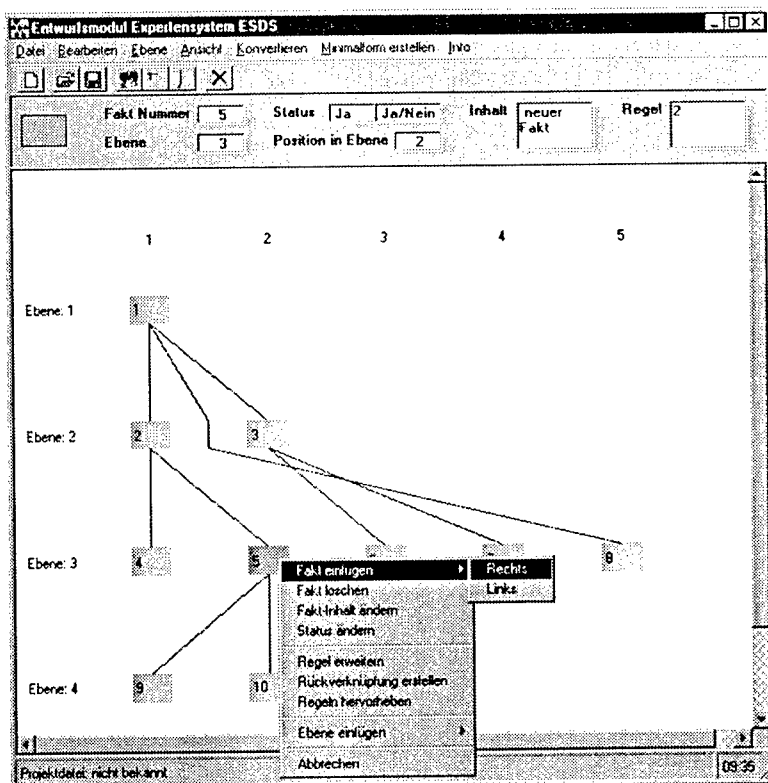 Entwurfsmodul Expertensystem ESDS
Datei Bearbeiten Ebene Ansicht Konvertieren Minimalform erstellen Info
Fakt Nummer 5 Status Ja Ja/Nein Inhalt neuer Fakt Regel 2
Ebene 3 Position in Ebene 2
1 2 3 4 5
Ebene: 1 1
Ebene: 2 2 3
Ebene: 3 4 5 8
Fakt einfügen Rechts
Fakt löschen Links
Fakt-Inhalt ändern
Status ändern
Regel erweitern
Rückverknüpfung erstellen
Regeln hervorheben
Ebene: 4 9 10
Ebene einfügen
Abbrechen
Projektdatei: nicht bekannt 09:35